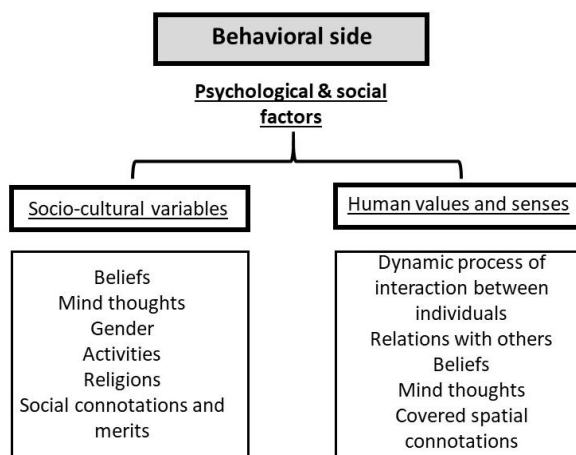 Behavioral side
Psychological & social
factors
Socio-cultural variables
Human values and senses
Beliefs
Mind thoughts
Gender
Activities
Religions
Social connotations and
merits
Dynamic process of
interaction between
individuals
Relations with others
Beliefs
Mind thoughts
Covered spatial
connotations